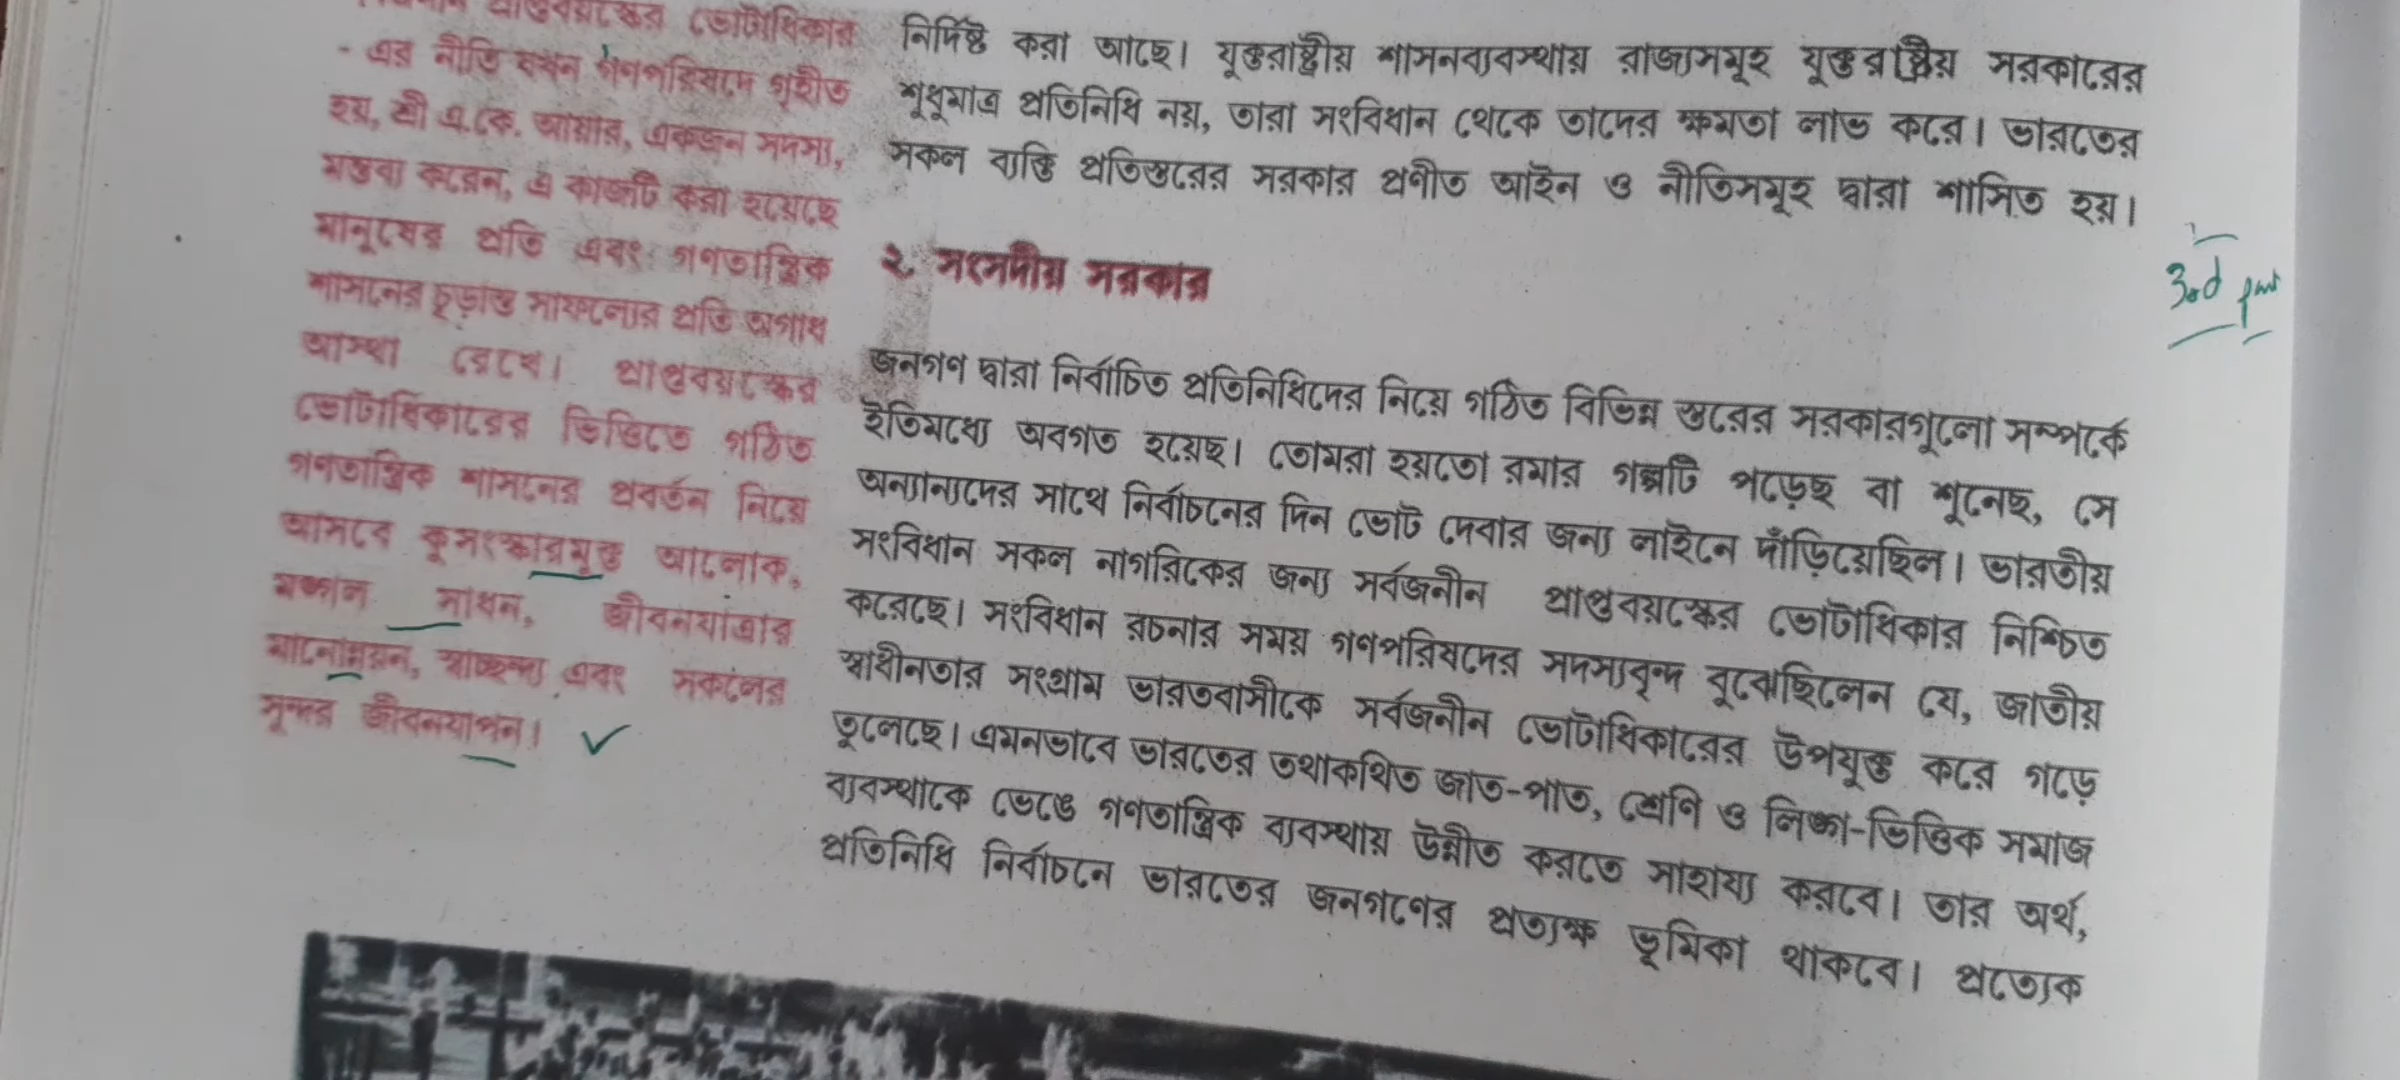 প্রাপ্তবয়স্কের ভোটাধিকার
- এর নীতি যখন গণপরিষদে গৃহীত
হয়, শ্রী এ.কে. আয়ার, একজন সদস্য,
মন্তব্য করেন, এ কাজটি করা হয়েছে
মানুষের প্রতি এবং গণতান্ত্রিক
শাসনের চূড়ান্ত সাফল্যের প্রতি অগাধ
আস্থা রেখে। প্রাপ্তবয়স্কের
ভোটাধিকারের ভিত্তিতে গঠিত
গণতান্ত্রিক শাসনের প্রবর্তন নিয়ে
আসবে কুসংস্কারমুক্ত আলোক,
মঙ্গল সাধন, জীবনযাত্রার
মানোন্নয়ন, স্বাচ্ছন্দ্য এবং সকলের
সুন্দর জীবনযাপন।
নির্দিষ্ট করা আছে। যুক্তরাষ্ট্রীয় শাসনব্যবস্থায় রাজ্যসমূহ যুক্তরাষ্ট্রীয় সরকারের
শুধুমাত্র প্রতিনিধি নয়, তারা সংবিধান থেকে তাদের ক্ষমতা লাভ করে। ভারতের
সকল ব্যক্তি প্রতিস্তরের সরকার প্রণীত আইন ও নীতিসমূহ দ্বারা শাসিত হয়।
২. সংসদীয় সরকার
3rd part
জনগণ দ্বারা নির্বাচিত প্রতিনিধিদের নিয়ে গঠিত বিভিন্ন স্তরের সরকারগুলো সম্পর্কে
ইতিমধ্যে অবগত হয়েছ। তোমরা হয়তো রমার গল্পটি পড়েছ বা শুনেছ, সে
অন্যান্যদের সাথে নির্বাচনের দিন ভোট দেবার জন্য লাইনে দাঁড়িয়েছিল। ভারতীয়
সংবিধান সকল নাগরিকের জন্য সর্বজনীন প্রাপ্তবয়স্কের ভোটাধিকার নিশ্চিত
করেছে। সংবিধান রচনার সময় গণপরিষদের সদস্যবৃন্দ বুঝেছিলেন যে, জাতীয়
স্বাধীনতার সংগ্রাম ভারতবাসীকে সর্বজনীন ভোটাধিকারের উপযুক্ত করে গড়ে
তুলেছে। এমনভাবে ভারতের তথাকথিত জাত-পাত, শ্রেণি ও লিঙ্গ-ভিত্তিক সমাজ
ব্যবস্থাকে ভেঙে গণতান্ত্রিক ব্যবস্থায় উন্নীত করতে সাহায্য করবে। তার অর্থ,
প্রতিনিধি নির্বাচনে ভারতের জনগণের প্রত্যক্ষ ভূমিকা থাকবে। প্রত্যেক